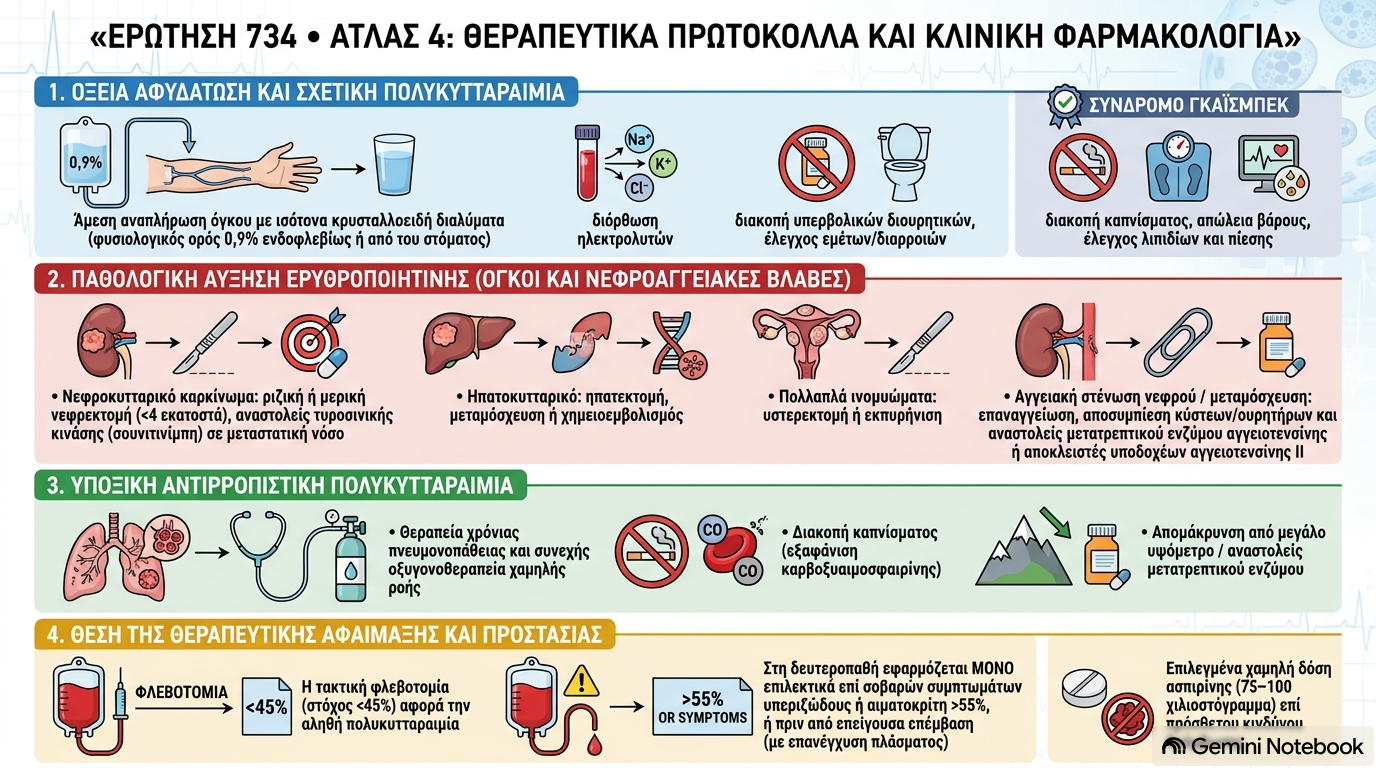 «ΕΡΩΤΗΣΗ 734 • ΑΤΛΑΣ 4: ΘΕΡΑΠΕΥΤΙΚΑ ΠΡΩΤΟΚΟΛΛΑ ΚΑΙ ΚΛΙΝΙΚΗ ΦΑΡΜΑΚΟΛΟΓΙΑ»
1. ΟΞΕΙΑ ΑΦΥΔΑΤΩΣΗ ΚΑΙ ΣΧΕΤΙΚΗ ΠΟΛΥΚΥΤΤΑΡΑΙΜΙΑ
0,9%
Άμεση αναπλήρωση όγκου με ισότονα κρυσταλλοειδή διαλύματα
(φυσιολογικός ορός 0,9% ενδοφλεβίως ή από του στόματος)
Na+
K+
Cl-
διόρθωση
ηλεκτρολυτών
διακοπή υπερβολικών διουρητικών,
έλεγχος εμέτων/διαρροιών
ΣΥΝΔΡΟΜΟ ΓΚΑΪΣΜΠΕΚ
διακοπή καπνίσματος, απώλεια βάρους,
έλεγχος λιπιδίων και πίεσης
2. ΠΑΘΟΛΟΓΙΚΗ ΑΥΞΗΣΗ ΕΡΥΘΡΟΠΟΙΗΤΙΝΗΣ (ΟΓΚΟΙ ΚΑΙ ΝΕΦΡΟΑΓΓΕΙΑΚΕΣ ΒΛΑΒΕΣ)
• Νεφροκυτταρικό καρκίνωμα: ριζική ή μερική
νεφρεκτομή (<4 εκατοστά), αναστολείς τυροσινικής
κινάσης (σουνιτινίμπη) σε μεταστατική νόσο
• Ηπατοκυτταρικό: ηπατεκτομή,
μεταμόσχευση ή χημειοεμβολισμός
• Πολλαπλά ινομυώματα:
υστερεκτομή ή εκπυρήνιση
• Αγγειακή στένωση νεφρού / μεταμόσχευση:
επαναγγείωση, αποσυμπίεση κύστεων/ουρητήρων και
αναστολείς μετατρεπτικού ενζύμου αγγειοτενσίνης
ή αποκλειστές υποδοχέων αγγειοτενσίνης ΙΙ
3. ΥΠΟΞΙΚΗ ΑΝΤΙΡΡΟΠΙΣΤΙΚΗ ΠΟΛΥΚΥΤΤΑΡΑΙΜΙΑ
• Θεραπεία χρόνιας
πνευμονοπάθειας και συνεχής
οξυγονοθεραπεία χαμηλής
ροής
CO
CO
• Διακοπή καπνίσματος
(εξαφάνιση
καρβοξυαιμοσφαιρίνης)
• Απομάκρυνση από μεγάλο
υψόμετρο / αναστολείς
μετατρεπτικού ενζύμου
4. ΘΕΣΗ ΤΗΣ ΘΕΡΑΠΕΥΤΙΚΗΣ ΑΦΑΙΜΑΞΗΣ ΚΑΙ ΠΡΟΣΤΑΣΙΑΣ
ΦΛΕΒΟΤΟΜΙΑ
<45%
Η τακτική φλεβοτομία
(στόχος <45%) αφορά την
αληθή πολυκυτταραιμία
>55%
OR SYMPTOMS
Στη δευτεροπαθή εφαρμόζεται ΜΟΝΟ
επιλεκτικά επί σοβαρών συμπτωμάτων
υπεριξώδους ή αιματοκρίτη >55%,
ή πριν από επείγουσα επέμβαση
(με επανέγχυση πλάσματος)
Επιλεγμένα χαμηλή δόση
ασπιρίνης (75–100
χιλιοστόγραμμα) επί
πρόσθετου κινδύνου
Gemini Notebook